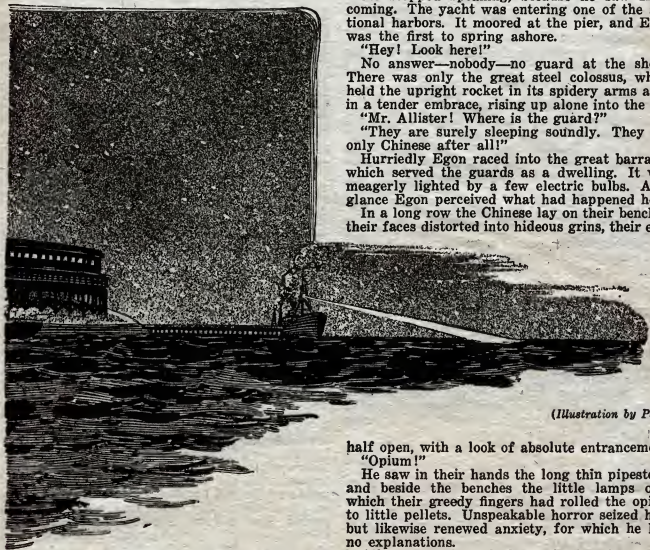 coming. The yacht was entering one of the
tional harbors. It moored at the pier, and E
was the first to spring ashore.
"Hey! Look here!"
No answer—nobody—no guard at the sh
There was only the great steel colossus, wh
held the upright rocket in its spidery arms a
in a tender embrace, rising up alone into the
"Mr. Allister! Where is the guard?"
"They are surely sleeping soundly. They
only Chinese after all!"
Hurriedly Egon raced into the great barra
which served the guards as a dwelling. It w
meagerly lighted by a few electric bulbs. A
glance Egon perceived what had happened h
In a long row the Chinese lay on their bench
their faces distorted into hideous grins, their e
(Illustration by P
half open, with a look of absolute entrancem
"Opium!"
He saw in their hands the long thin pipest
and beside the benches the little lamps o
which their greedy fingers had rolled the opi
to little pellets. Unspeakable horror seized h
but likewise renewed anxiety, for which he
no explanations.